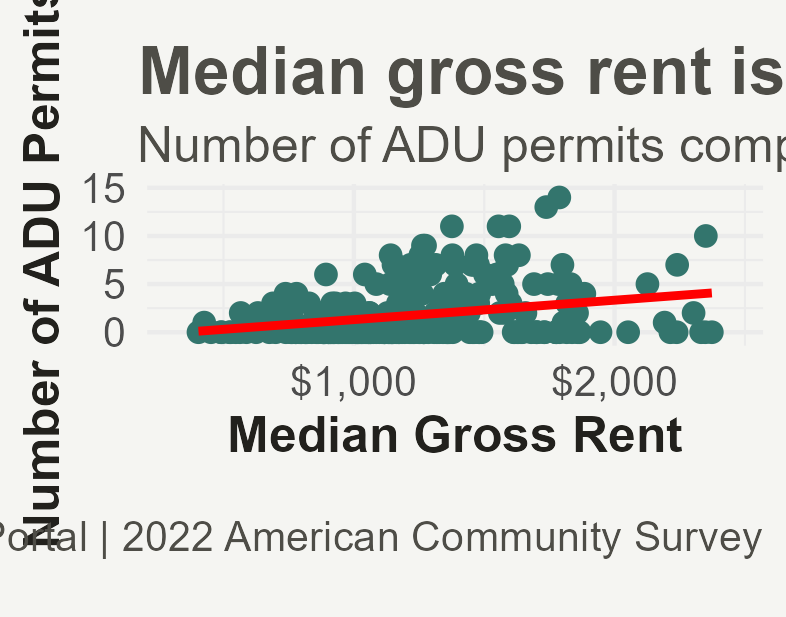 Median gross rent is
Number of ADU permits comp
Number of ADU Permits
15
10
5
0
$1,000 $2,000
Median Gross Rent
Portal | 2022 American Community Survey